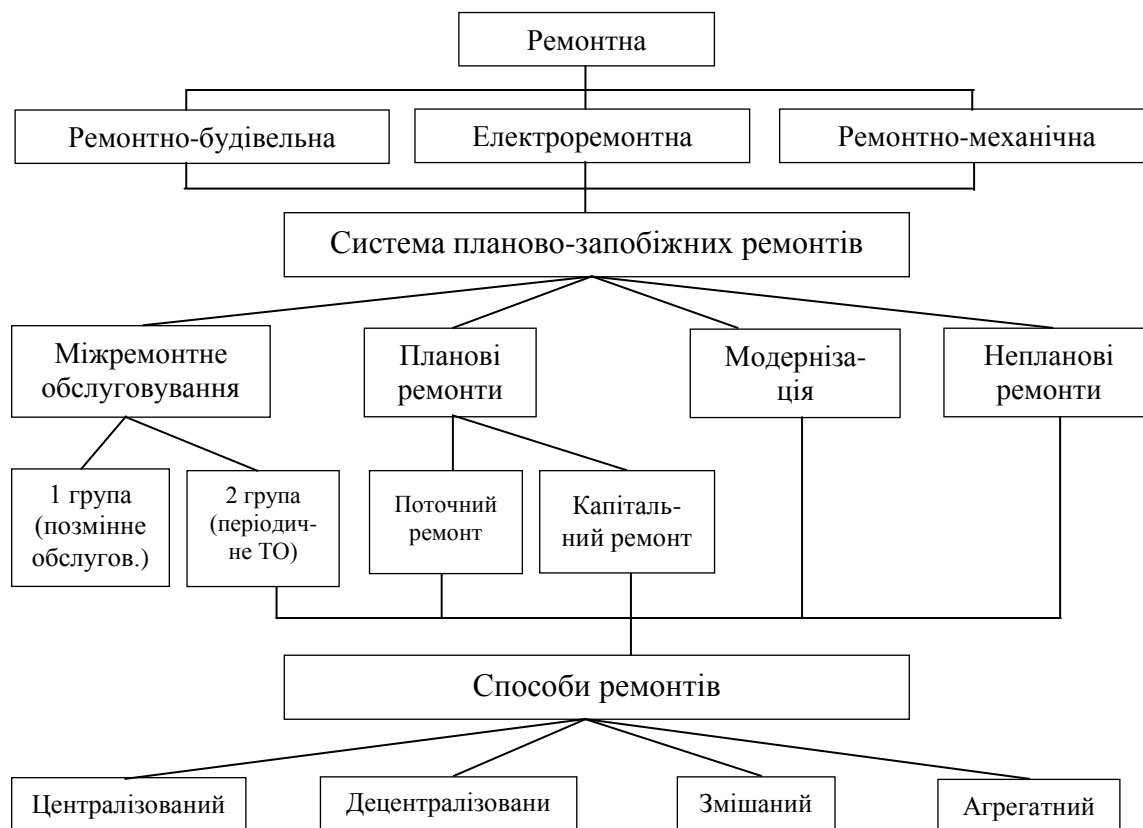 Ремонтна
Ремонтно-будівельна
Електроремонтна
Ремонтно-механічна
Система планово-запобіжних ремонтів
Міжремонтне
обслуговування
Планові
ремонти
Модерніза-
ція
Непланові
ремонти
1 група
(позмінне
обслугов.)
2 група
(періодич-
не ТО)
Поточний
ремонт
Капіталь-
ний ремонт
Способи ремонтів
Централізований
Децентралізовани
Змішаний
Агрегатний